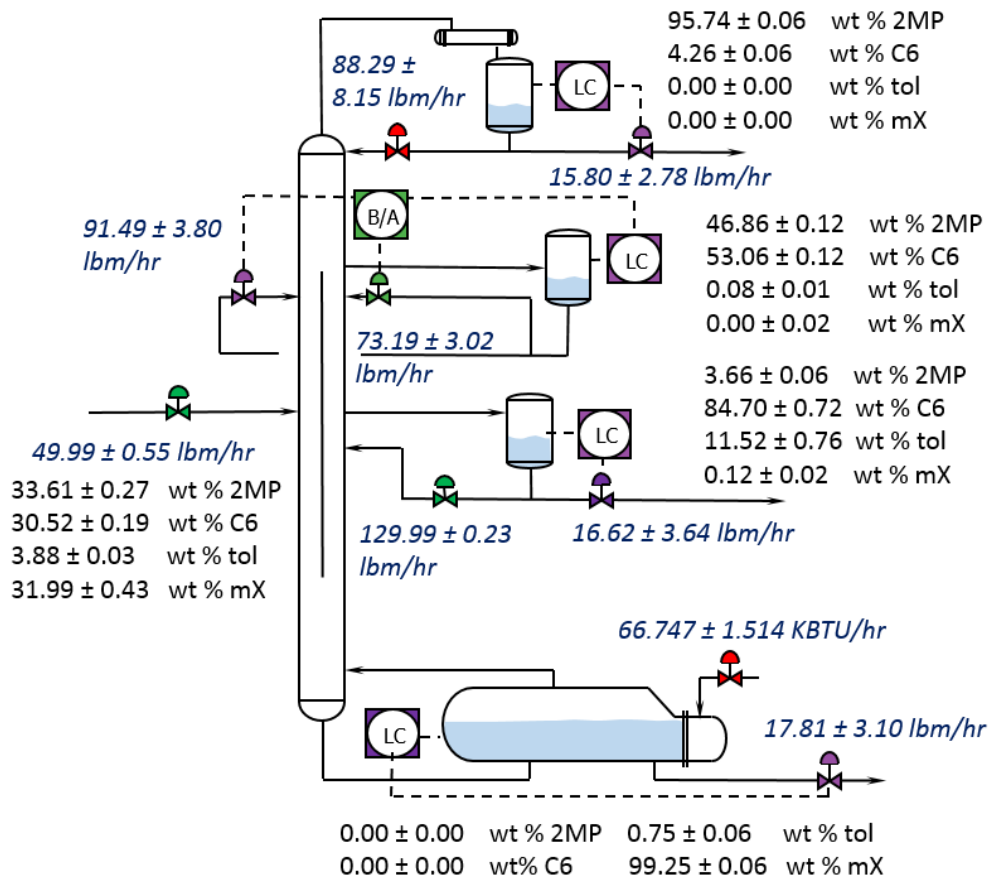 95.74 ± 0.06 wt % 2MP
4.26 ± 0.06 wt % C6
0.00 ± 0.00 wt % tol
0.00 ± 0.00 wt % mX
88.29 ±
8.15 lbm/hr
LC
15.80 ± 2.78 lbm/hr
B/A
91.49 ± 3.80
lbm/hr
LC
46.86 ± 0.12 wt % 2MP
53.06 ± 0.12 wt % C6
0.08 ± 0.01 wt % tol
0.00 ± 0.02 wt % mX
73.19 ± 3.02
lbm/hr
3.66 ± 0.06 wt % 2MP
84.70 ± 0.72 wt % C6
11.52 ± 0.76 wt % tol
0.12 ± 0.02 wt % mX
LC
49.99 ± 0.55 lbm/hr
33.61 ± 0.27 wt % 2MP
30.52 ± 0.19 wt % C6
3.88 ± 0.03 wt % tol
31.99 ± 0.43 wt % mX
129.99 ± 0.23
lbm/hr
16.62 ± 3.64 lbm/hr
66.747 ± 1.514 KBTU/hr
LC
17.81 ± 3.10 lbm/hr
0.00 ± 0.00 wt % 2MP 0.75 ± 0.06 wt % tol
0.00 ± 0.00 wt% C6 99.25 ± 0.06 wt % mX